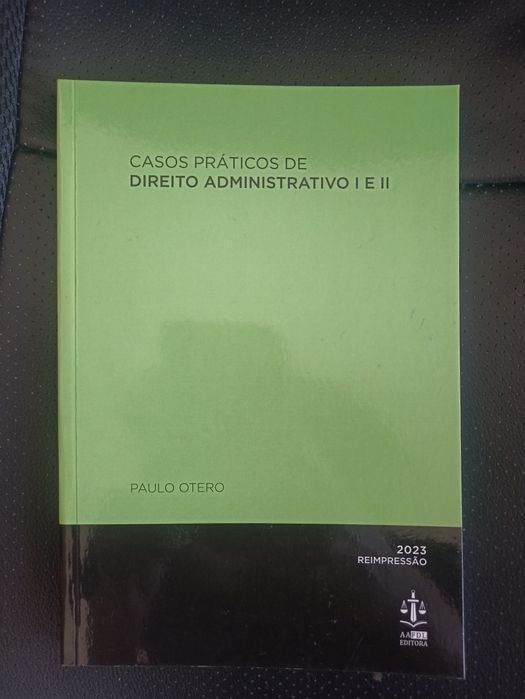 CASOS PRÁTICOS DE
DIREITO ADMINISTRATIVO I E II
PAULO OTERO
2023
REIMPRESSÃO
AAFDL
EDITORA